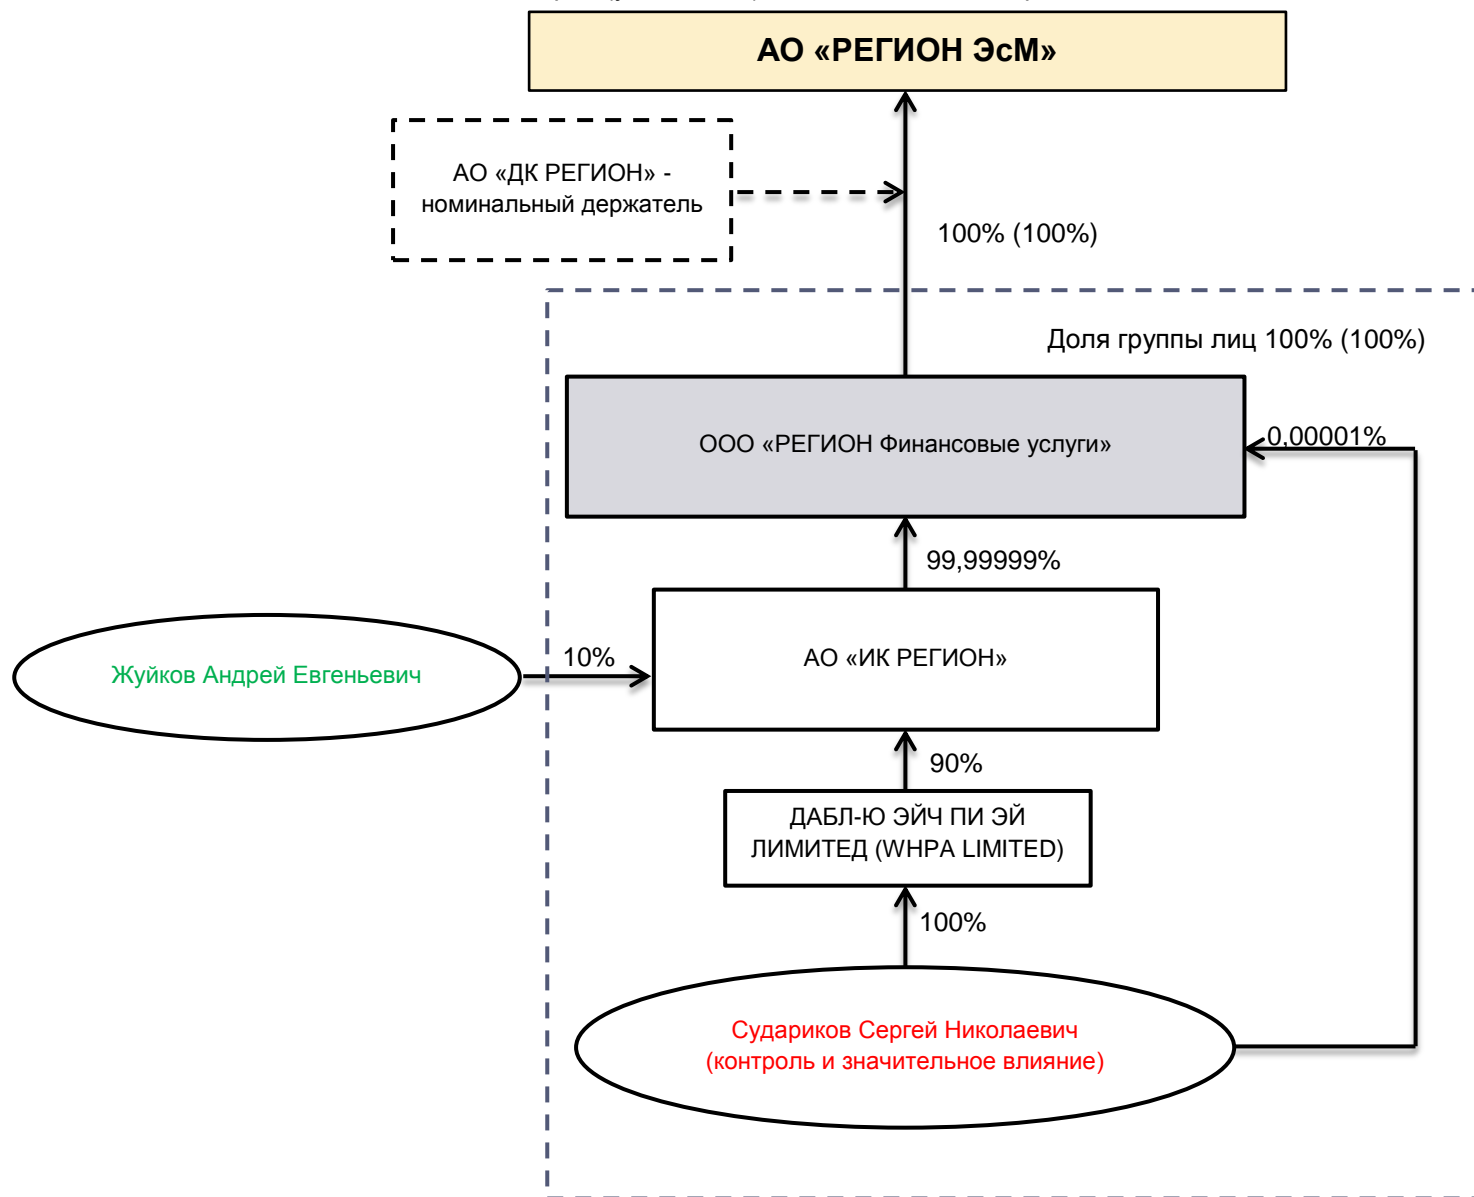 АО «РЕГИОН ЭсМ»
АО «ДК РЕГИОН» -
номинальный держатель
100% (100%)
Доля группы лиц 100% (100%)
ООО «РЕГИОН Финансовые услуги»
0,00001%
99,99999%
Жуйков Андрей Евгеньевич
10%
АО «ИК РЕГИОН»
90%
ДАБЛ-Ю ЭЙЧ ПИ ЭЙ
ЛИМИТЕД (WHPA LIMITED)
100%
Судариков Сергей Николаевич
(контроль и значительное влияние)